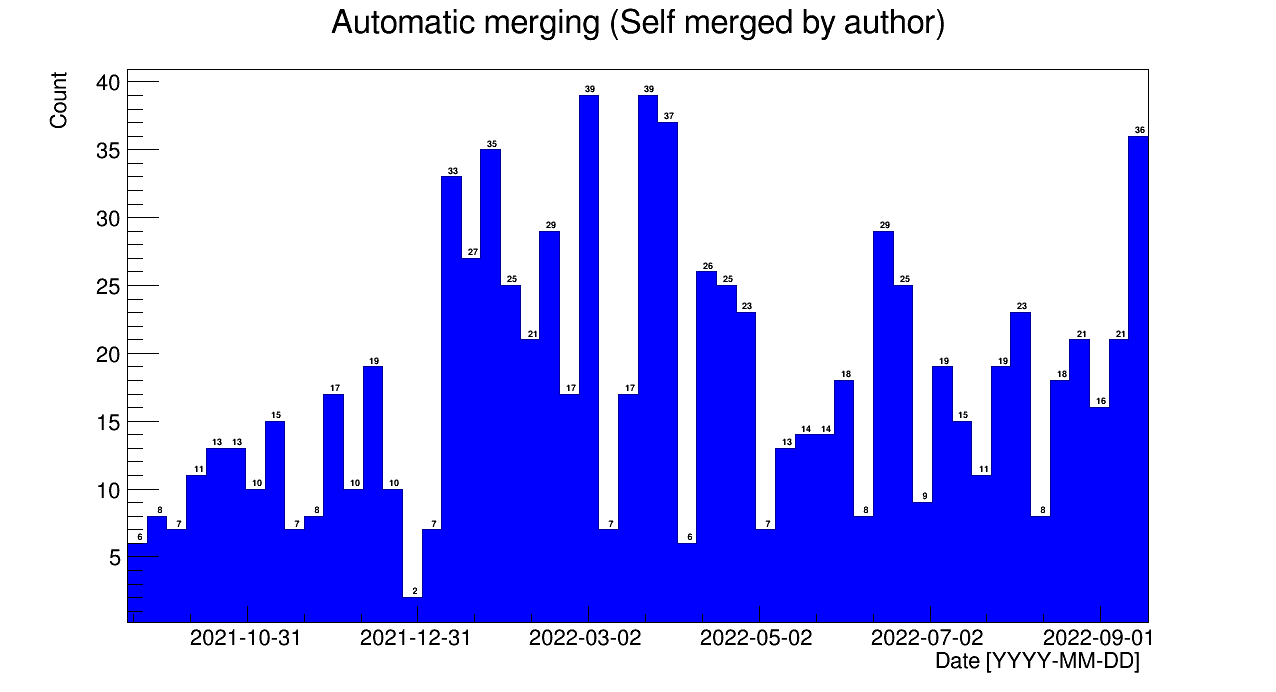 Automatic merging (Self merged by author)
Count
40
35
30
25
20
15
10
5
6 8 7 11 13 13 10 15 7 8 17 10 19 10 2 7 33 27 35 25 21 29 17 39 7 17 39 37 6 26 25 23 7 13 14 14 18 8 29 25 9 19 15 11 19 23 8 18 21 16 21 36
2021-10-31 2021-12-31 2022-03-02 2022-05-02 2022-07-02 2022-09-01
Date [YYYY-MM-DD]